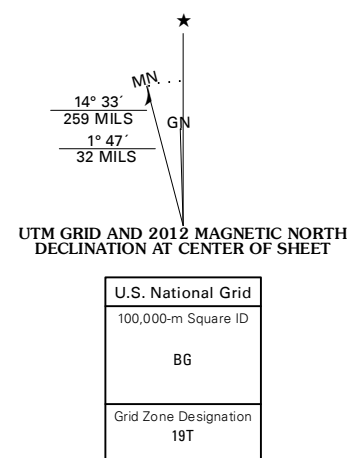 ★
MN
14° 33´
259 MILS
GN
1° 47´
32 MILS
UTM GRID AND 2012 MAGNETIC NORTH
DECLINATION AT CENTER OF SHEET
U.S. National Grid
100,000-m Square ID
BG
Grid Zone Designation
19T